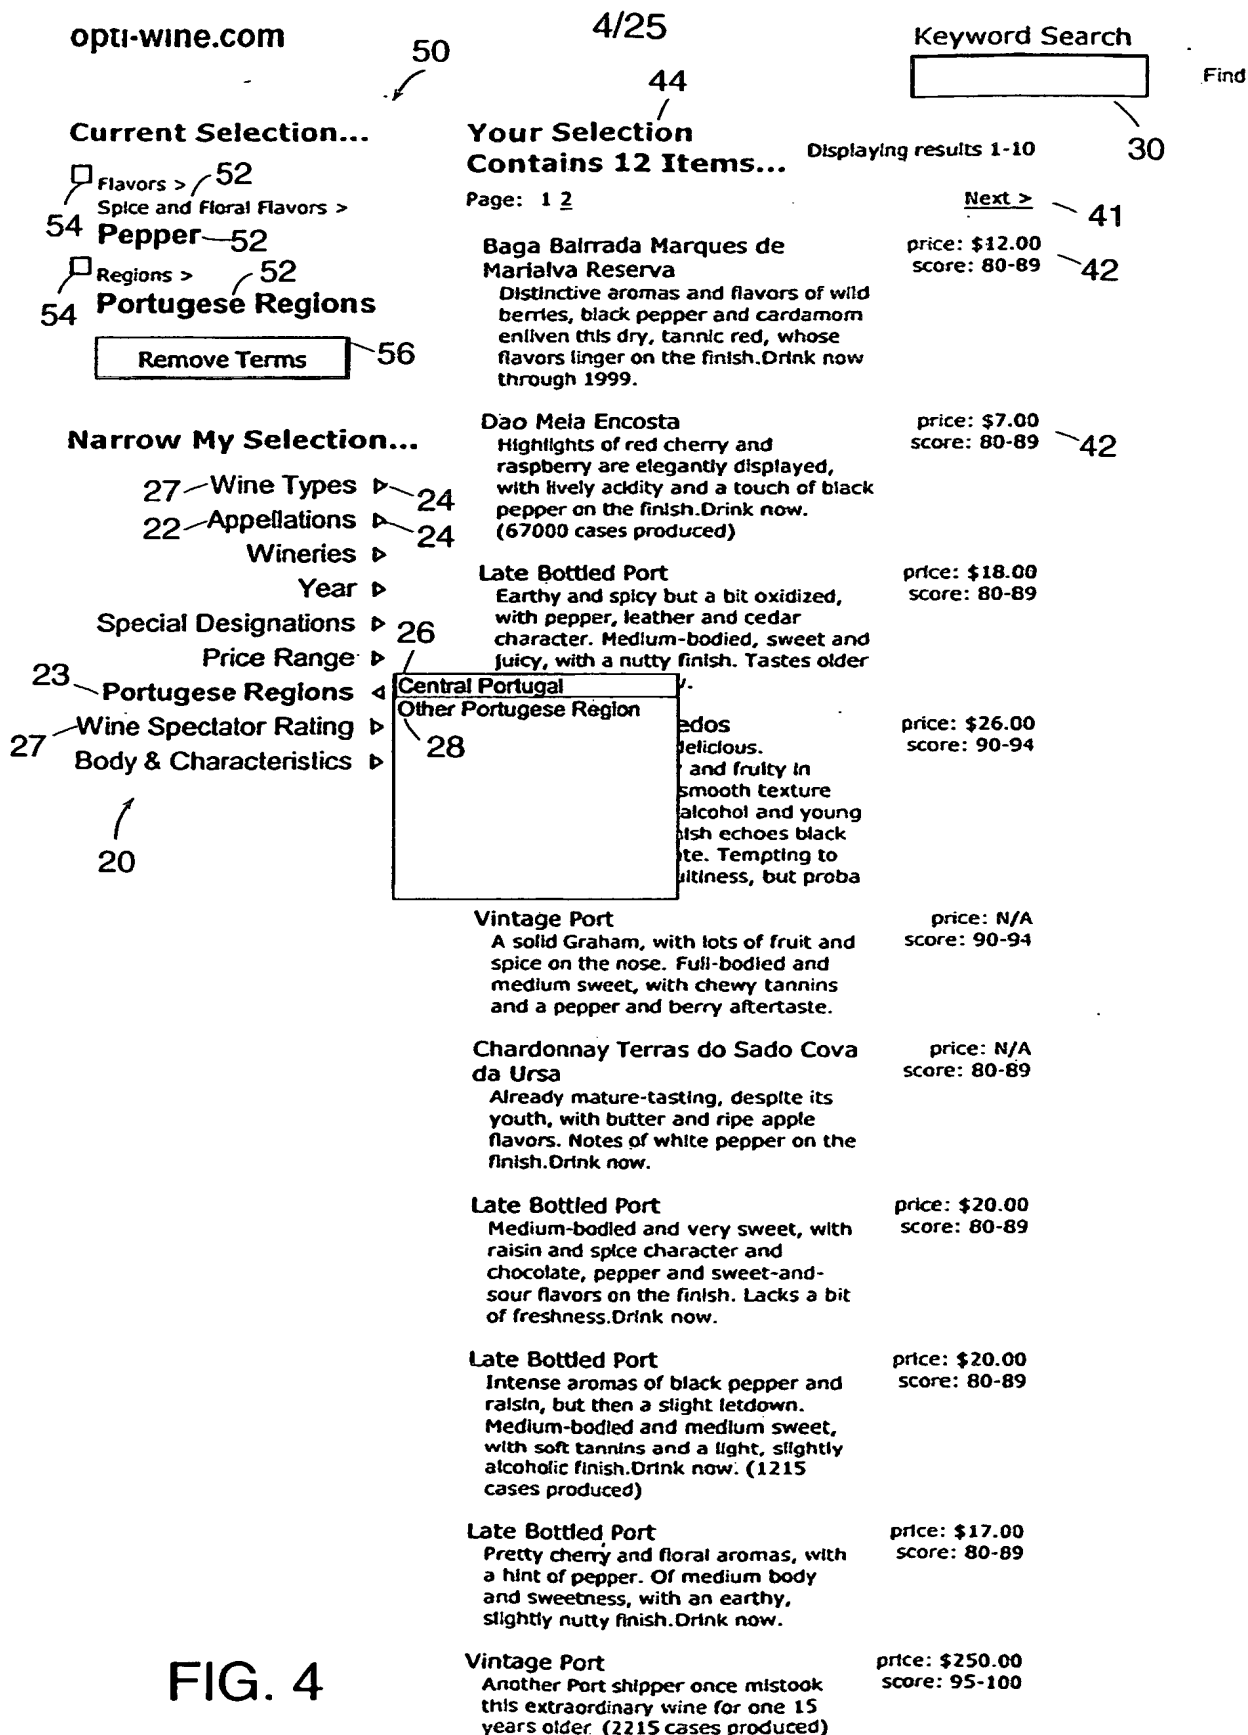 opti-wine.com
4/25
Keyword Search
Find
30
50
44
Current Selection...
Flavors >
52
Spice and Floral Flavors >
54
Pepper
52
Regions >
52
54
Portugese Regions
Remove Terms
56
Narrow My Selection...
27
Wine Types
24
22
Appellations
24
Wineries
Year
Special Designations
26
Price Range
23
Portugese Regions
Central Portugal
Other Portugese Region
28
27
Wine Spectator Rating
Body & Characteristics
20
Your Selection
Contains 12 Items...
Displaying results 1-10
Page: 1 2
Next >
41
Baga Bairrada Marques de
Marialva Reserva
price: $12.00
score: 80-89
42
Distinctive aromas and flavors of wild
berries, black pepper and cardamom
enliven this dry, tannic red, whose
flavors linger on the finish.Drink now
through 1999.
Dao Meia Encosta
price: $7.00
score: 80-89
42
Highlights of red cherry and
raspberry are elegantly displayed,
with lively acidity and a touch of black
pepper on the finish.Drink now.
(67000 cases produced)
Late Bottled Port
price: $18.00
score: 80-89
Earthy and spicy but a bit oxidized,
with pepper, leather and cedar
character. Medium-bodied, sweet and
juicy, with a nutty finish. Tastes older
edos
price: $26.00
score: 90-94
delicious.
and fruity in
smooth texture
alcohol and young
ish echoes black
te. Tempting to
uitiness, but proba
Vintage Port
price: N/A
score: 90-94
A solid Graham, with lots of fruit and
spice on the nose. Full-bodied and
medium sweet, with chewy tannins
and a pepper and berry aftertaste.
Chardonnay Terras do Sado Cova
da Ursa
price: N/A
score: 80-89
Already mature-tasting, despite its
youth, with butter and ripe apple
flavors. Notes of white pepper on the
finish.Drink now.
Late Bottled Port
price: $20.00
score: 80-89
Medium-bodied and very sweet, with
raisin and spice character and
chocolate, pepper and sweet-and-
sour flavors on the finish. Lacks a bit
of freshness.Drink now.
Late Bottled Port
price: $20.00
score: 80-89
Intense aromas of black pepper and
raisin, but then a slight letdown.
Medium-bodied and medium sweet,
with soft tannins and a light, slightly
alcoholic finish.Drink now. (1215
cases produced)
Late Bottled Port
price: $17.00
score: 80-89
Pretty cherry and floral aromas, with
a hint of pepper. Of medium body
and sweetness, with an earthy,
slightly nutty finish.Drink now.
Vintage Port
price: $250.00
score: 95-100
Another Port shipper once mistook
this extraordinary wine for one 15
years older. (2215 cases produced)
FIG. 4